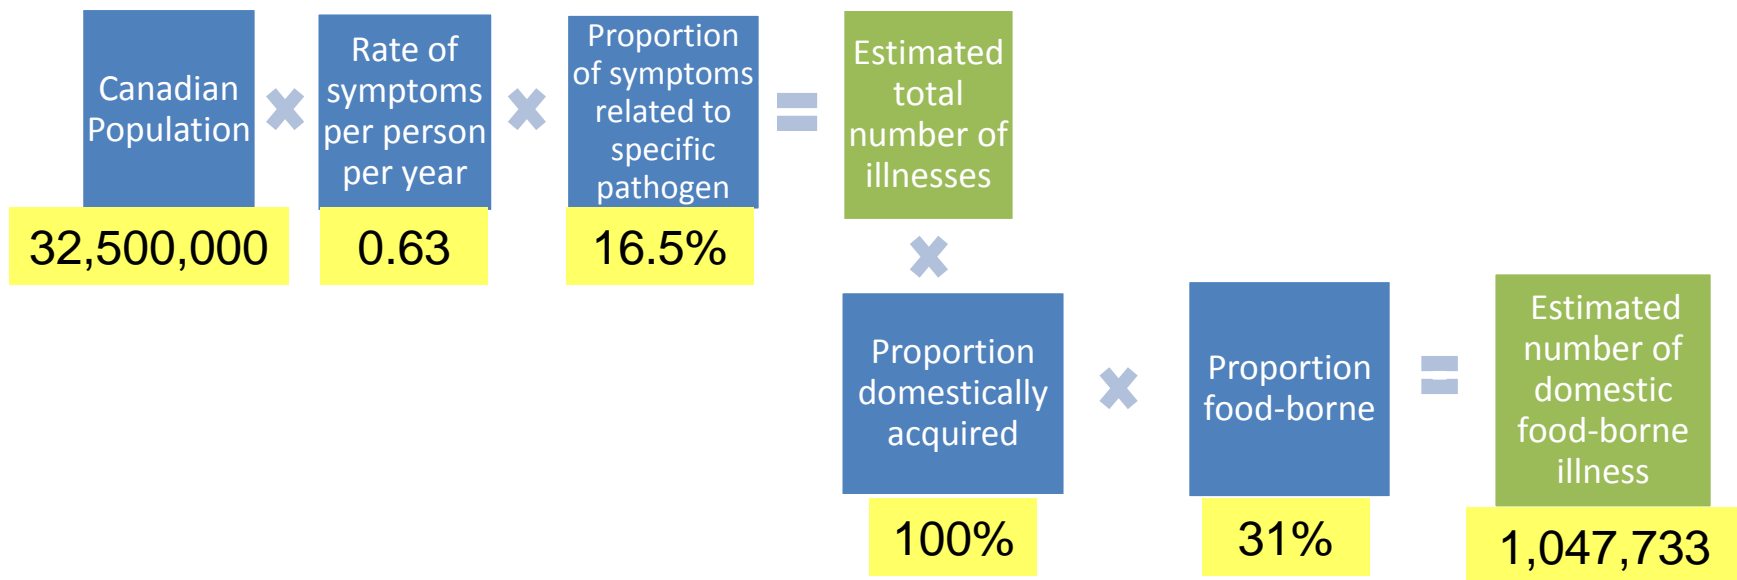 Canadian
Population
32,500,000
Rate of
symptoms
per person
per year
0.63
Proportion
of symptoms
related to
specific
pathogen
16.5%
Estimated
total
number of
illnesses
Proportion
domestically
acquired
100%
Proportion
food-borne
31%
Estimated
number of
domestic
food-borne
illness
1,047,733